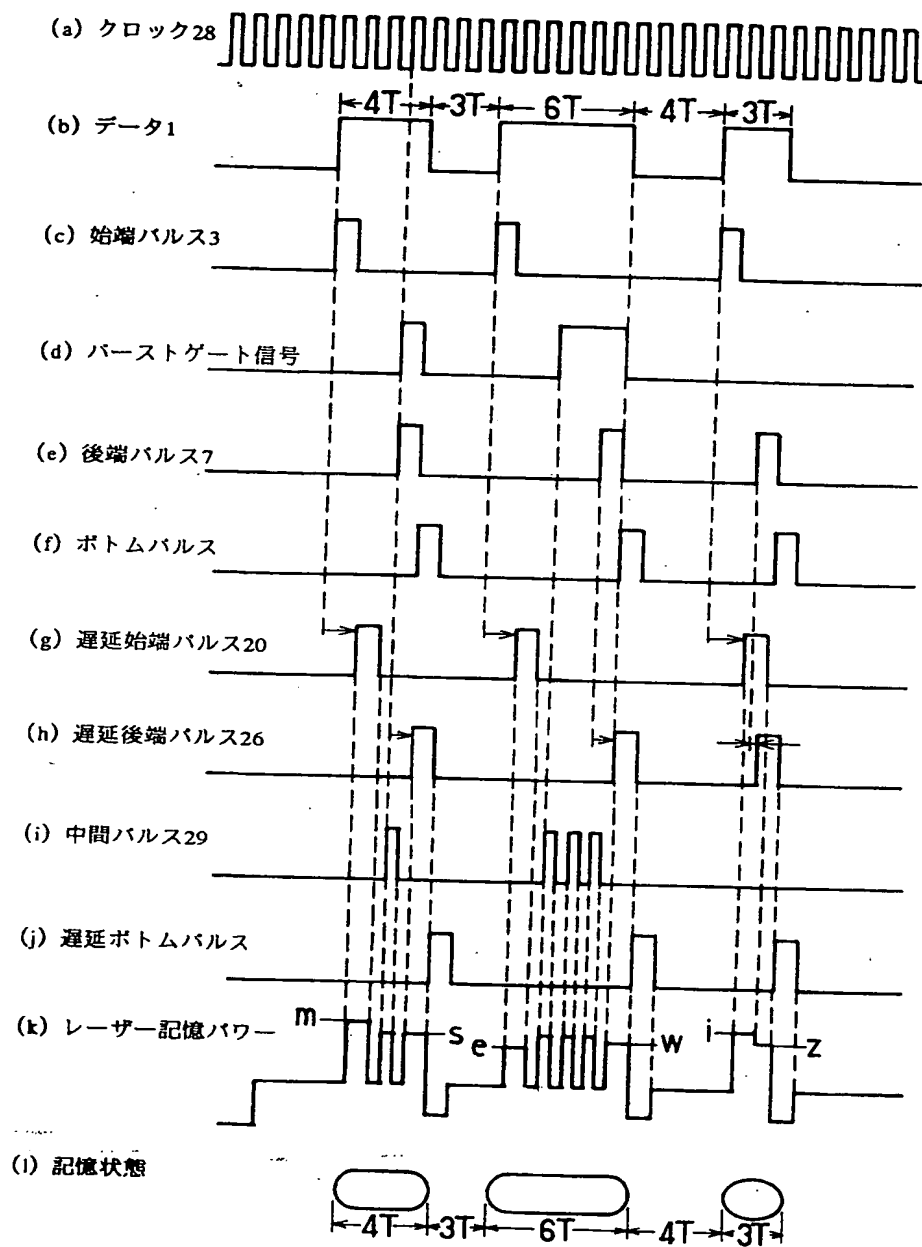 (a) クロック28
4T 3T 6T 4T 3T
(b) データ1
(c) 始端パルス3
(d) バーストゲート信号
(e) 後端パルス7
(f) ボトムパルス
(g) 遅延始端パルス20
(h) 遅延後端パルス26
(i) 中間パルス29
(j) 遅延ボトムパルス
(k) レーザー記憶パワー m s e w i z
(l) 記憶状態
4T 3T 6T 4T 3T